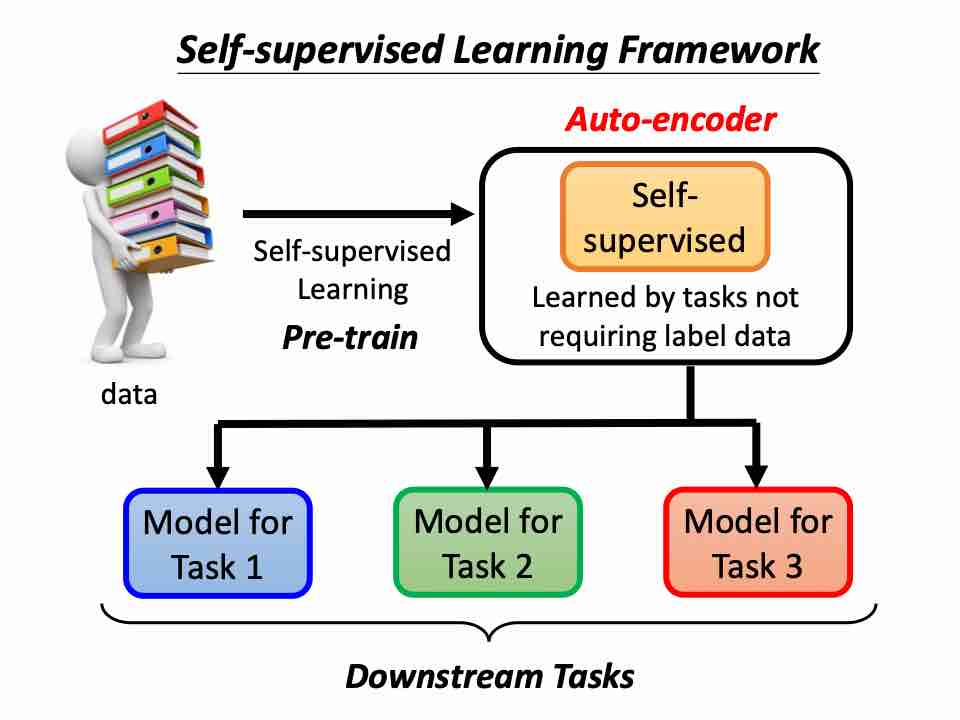 Self-supervised Learning Framework
Auto-encoder
Self-
supervised
Learned by tasks not
requiring label data
Self-supervised
Learning
Pre-train
data
Model for
Task 1
Model for
Task 2
Model for
Task 3
Downstream Tasks